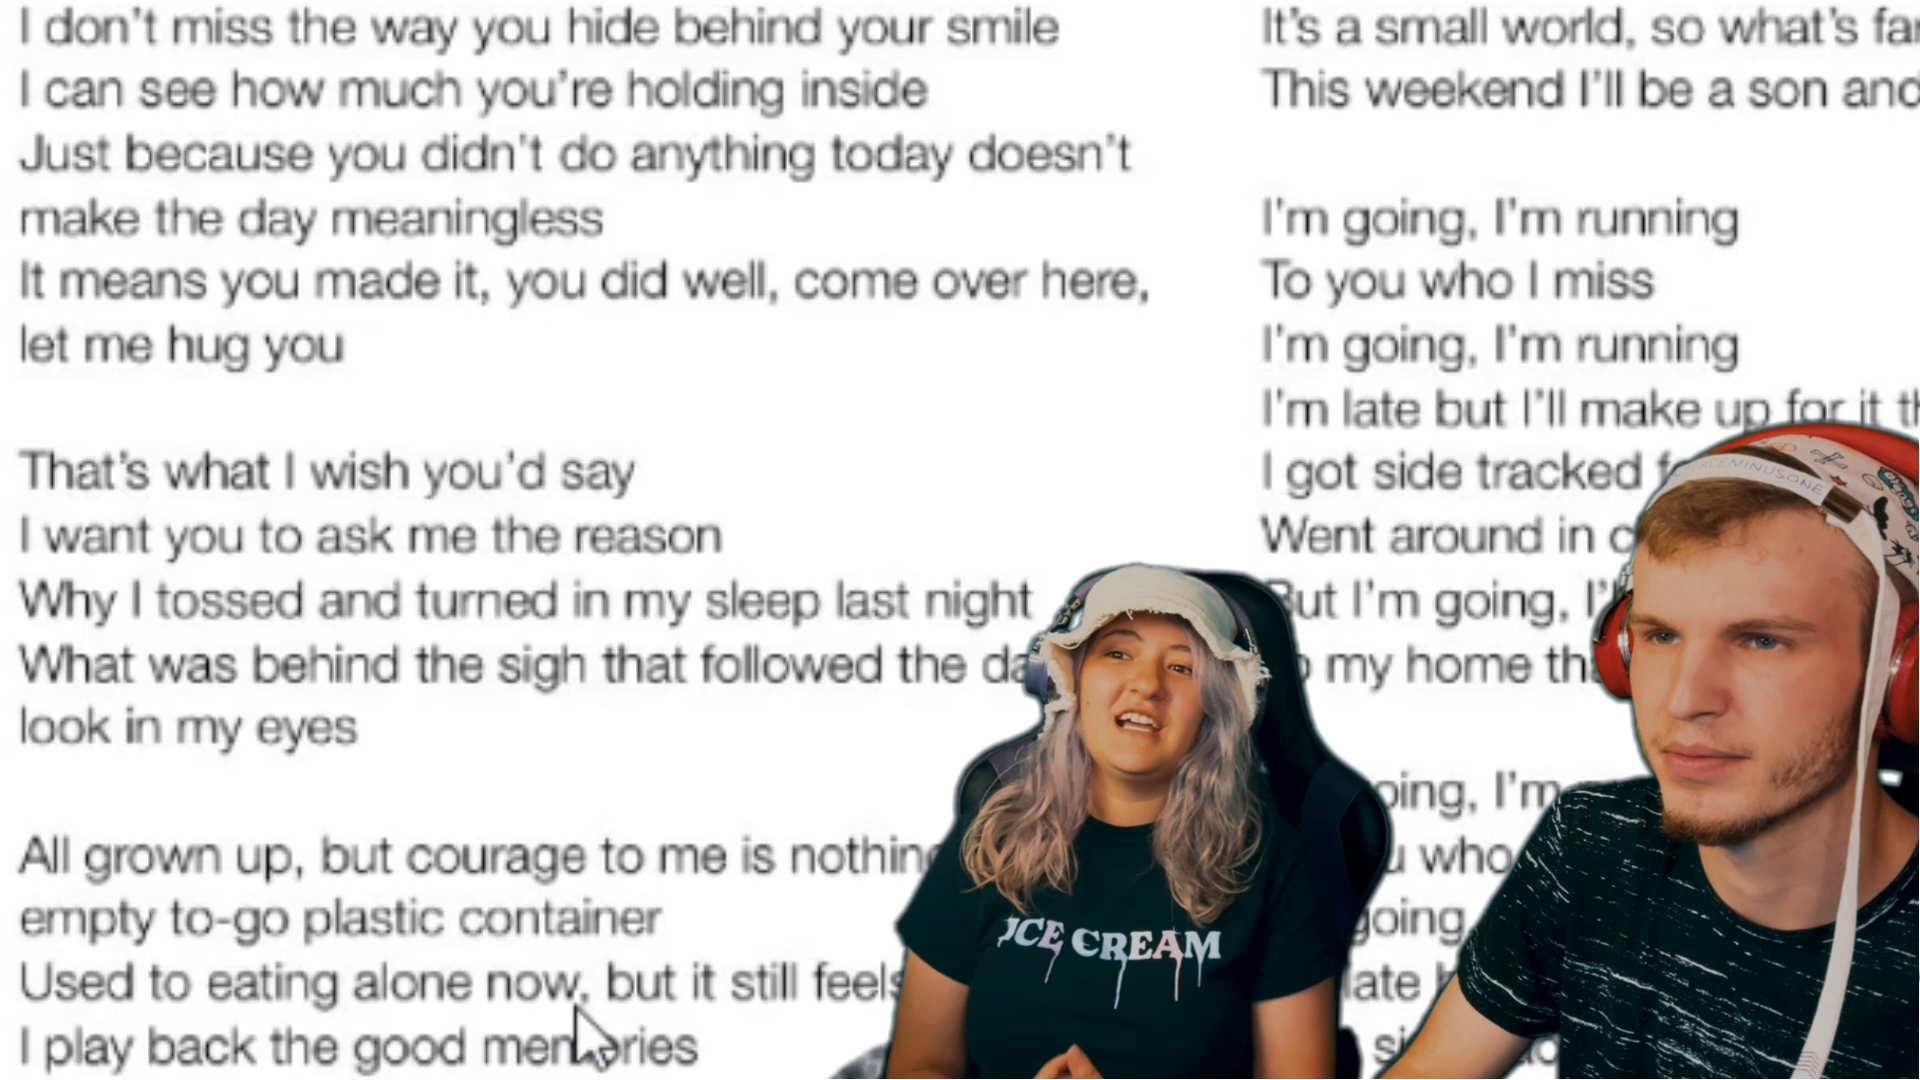 I don't miss the way you hide behind your smile
I can see how much you're holding inside
Just because you didn't do anything today doesn't
make the day meaningless
It means you made it, you did well, come over here,
let me hug you
That's what I wish you'd say
I want you to ask me the reason
Why I tossed and turned in my sleep last night
What was behind the sigh that followed the
look in my eyes
All grown up, but courage to me is
empty to-go plastic container
Used to eating alone now, but it still feels
I play back the good memories
It's a small world, so what's
This weekend I'll be a son and
I'm going, I'm running
To you who I miss
I'm going, I'm running
I'm late but I'll make up for it
I got side tracked
Went around in
But I'm going,
my home
I'm
who
going
late
ICE CREAM
PEACEMINUSONE